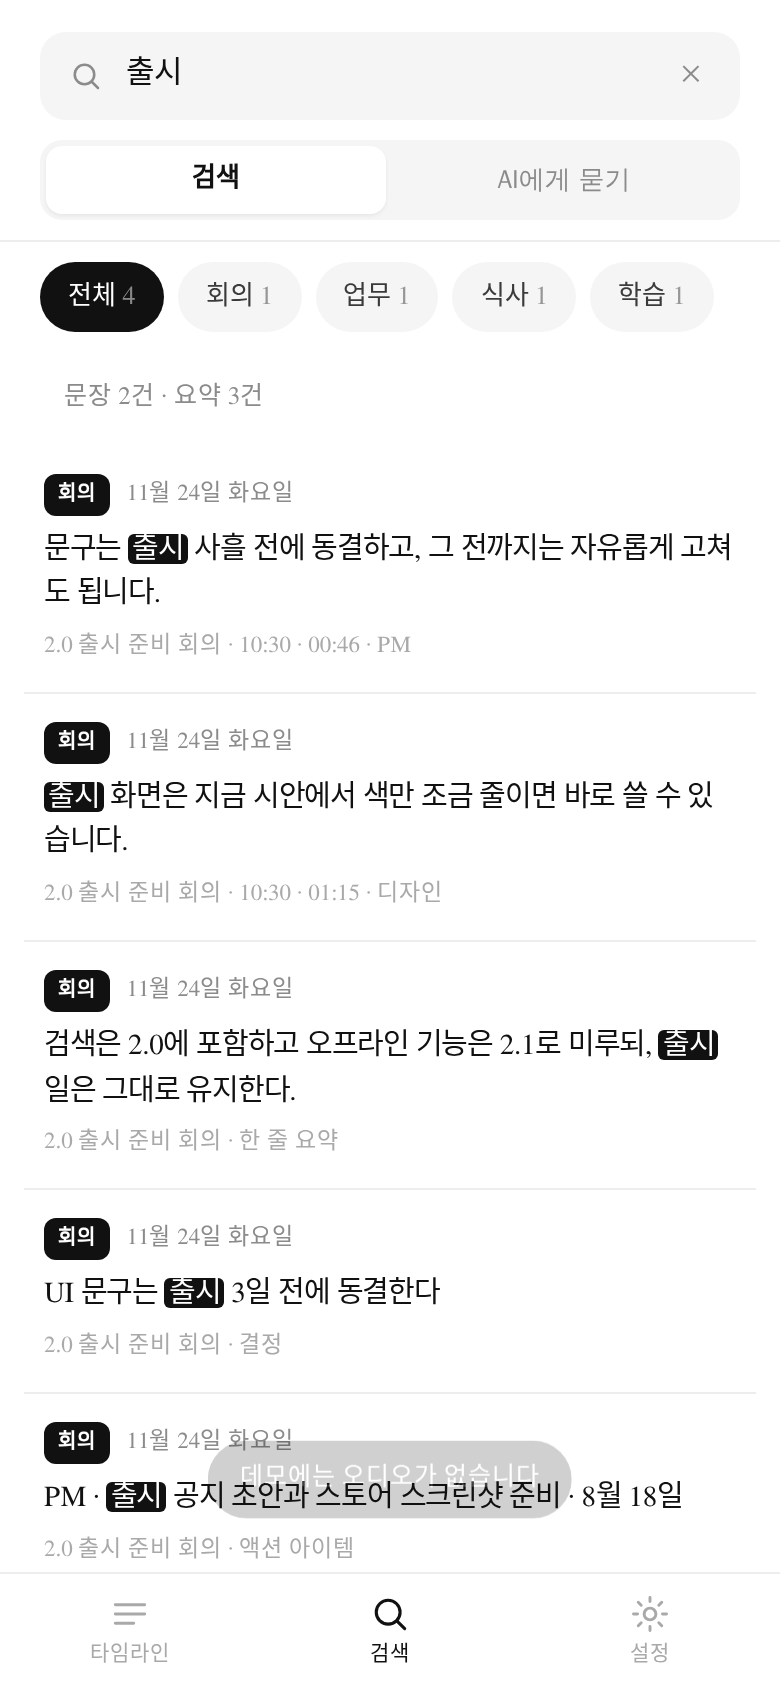 출시
검색
AI에게 묻기
전체 4
회의 1
업무 1
식사 1
학습 1
문장 2건 · 요약 3건
회의 11월 24일 화요일
문구는 출시 사흘 전에 동결하고, 그 전까지는 자유롭게 고쳐
도 됩니다.
2.0 출시 준비 회의 · 10:30 · 00:46 · PM
회의 11월 24일 화요일
출시 화면은 지금 시안에서 색만 조금 줄이면 바로 쓸 수 있
습니다.
2.0 출시 준비 회의 · 10:30 · 01:15 · 디자인
회의 11월 24일 화요일
검색은 2.0에 포함하고 오프라인 기능은 2.1로 미루되, 출시
일은 그대로 유지한다.
2.0 출시 준비 회의 · 한 줄 요약
회의 11월 24일 화요일
UI 문구는 출시 3일 전에 동결한다
2.0 출시 준비 회의 · 결정
회의 11월 24일 화요일
데모에는 오디오가 없습니다
PM · 출시 공지 초안과 스토어 스크린샷 준비 · 8월 18일
2.0 출시 준비 회의 · 액션 아이템
타임라인
검색
설정